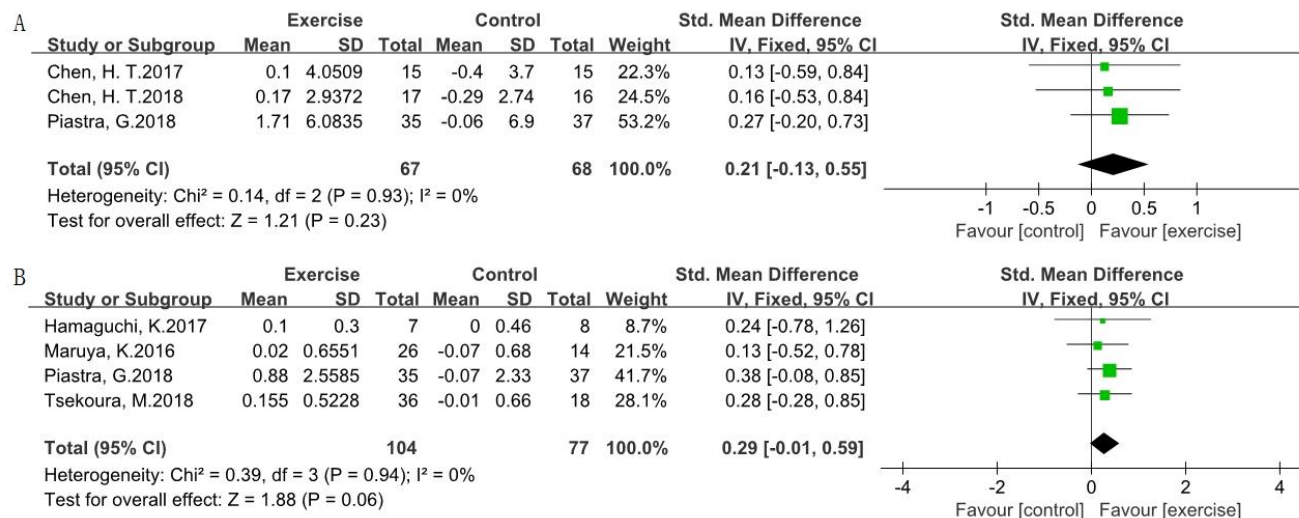 A
Exercise Control Std. Mean Difference Std. Mean Difference
Study or Subgroup Mean SD Total Mean SD Total Weight IV, Fixed, 95% CI IV, Fixed, 95% CI
Chen, H. T.2017 0.1 4.0509 15 -0.4 3.7 15 22.3% 0.13 [-0.59, 0.84]
Chen, H. T.2018 0.17 2.9372 17 -0.29 2.74 16 24.5% 0.16 [-0.53, 0.84]
Piastra, G.2018 1.71 6.0835 35 -0.06 6.9 37 53.2% 0.27 [-0.20, 0.73]
Total (95% CI) 67 68 100.0% 0.21 [-0.13, 0.55]
Heterogeneity: Chi² = 0.14, df = 2 (P = 0.93); I² = 0%
Test for overall effect: Z = 1.21 (P = 0.23)
-1 -0.5 0 0.5 1
Favour [control] Favour [exercise]
B
Exercise Control Std. Mean Difference Std. Mean Difference
Study or Subgroup Mean SD Total Mean SD Total Weight IV, Fixed, 95% CI IV, Fixed, 95% CI
Hamaguchi, K.2017 0.1 0.3 7 0 0.46 8 8.7% 0.24 [-0.78, 1.26]
Maruya, K.2016 0.02 0.6551 26 -0.07 0.68 14 21.5% 0.13 [-0.52, 0.78]
Piastra, G.2018 0.88 2.5585 35 -0.07 2.33 37 41.7% 0.38 [-0.08, 0.85]
Tsekoura, M.2018 0.155 0.5228 36 -0.01 0.66 18 28.1% 0.28 [-0.28, 0.85]
Total (95% CI) 104 77 100.0% 0.29 [-0.01, 0.59]
Heterogeneity: Chi² = 0.39, df = 3 (P = 0.94); I² = 0%
Test for overall effect: Z = 1.88 (P = 0.06)
-4 -2 0 2 4
Favour [control] Favour [exercise]